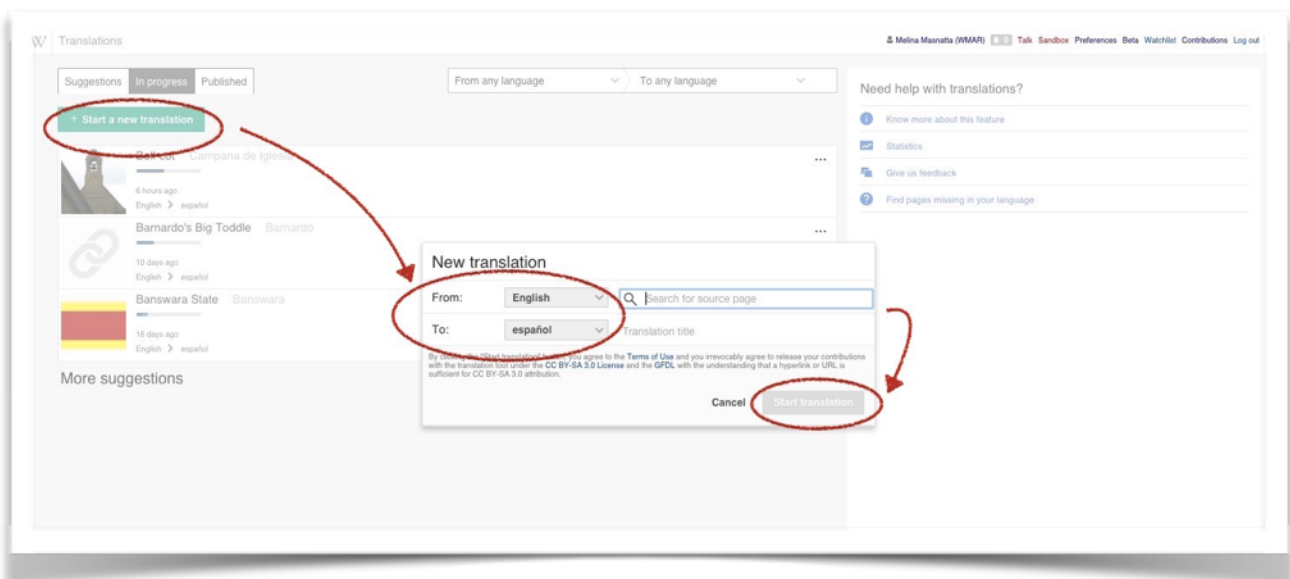 W Translations
Melina Masnatta (WMAR) Talk Sandbox Preferences Beta Watchlist Contributions Log out
Suggestions In progress Published
From any language To any language
+ Start a new translation
Bell-cot Campana de Iglesia
6 hours ago
English > español
Barnardo's Big Toddle Barnardo
10 days ago
English > español
Banswara State Banswara
16 days ago
English > español
More suggestions
Need help with translations?
Know more about this feature
Statistics
Give us feedback
Find pages missing in your language
New translation
From: English Search for source page
To: español Translation title
By clicking the "Start translation" button, you agree to the Terms of Use and you irrevocably agree to release your contributions
with the translation tool under the CC BY-SA 3.0 License and the GFDL with the understanding that a hyperlink or URL is
sufficient for CC BY-SA 3.0 attribution.
Cancel Start translation